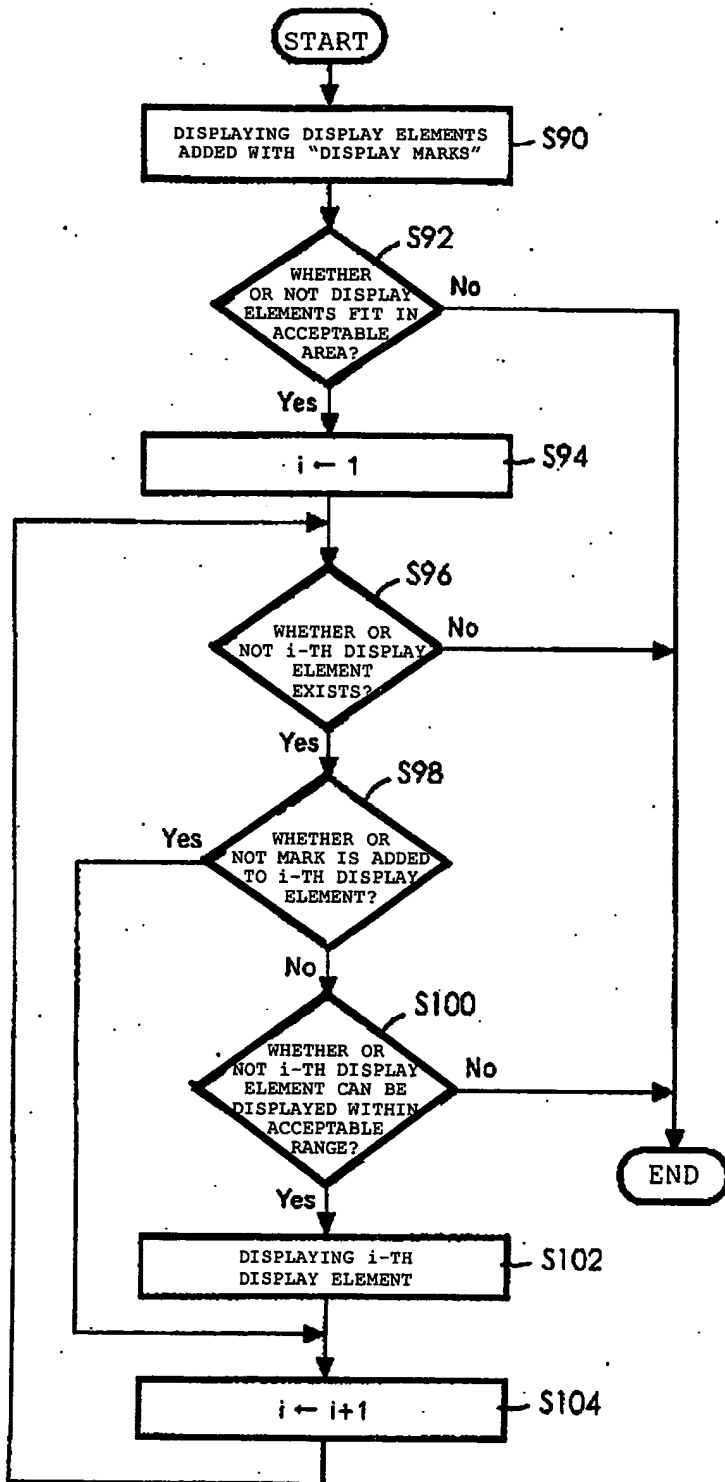 START
DISPLAYING DISPLAY ELEMENTS
ADDED WITH "DISPLAY MARKS"
S90
S92
WHETHER
OR NOT DISPLAY
ELEMENTS FIT IN
ACCEPTABLE
AREA?
No
Yes
i ← 1
S94
S96
WHETHER OR
NOT i-TH DISPLAY
ELEMENT
EXISTS?
No
Yes
S98
Yes
WHETHER OR
NOT MARK IS ADDED
TO i-TH DISPLAY
ELEMENT?
No
S100
WHETHER OR
NOT i-TH DISPLAY
ELEMENT CAN BE
DISPLAYED WITHIN
ACCEPTABLE
RANGE?
No
END
Yes
DISPLAYING i-TH
DISPLAY ELEMENT
S102
i ← i+1
S104